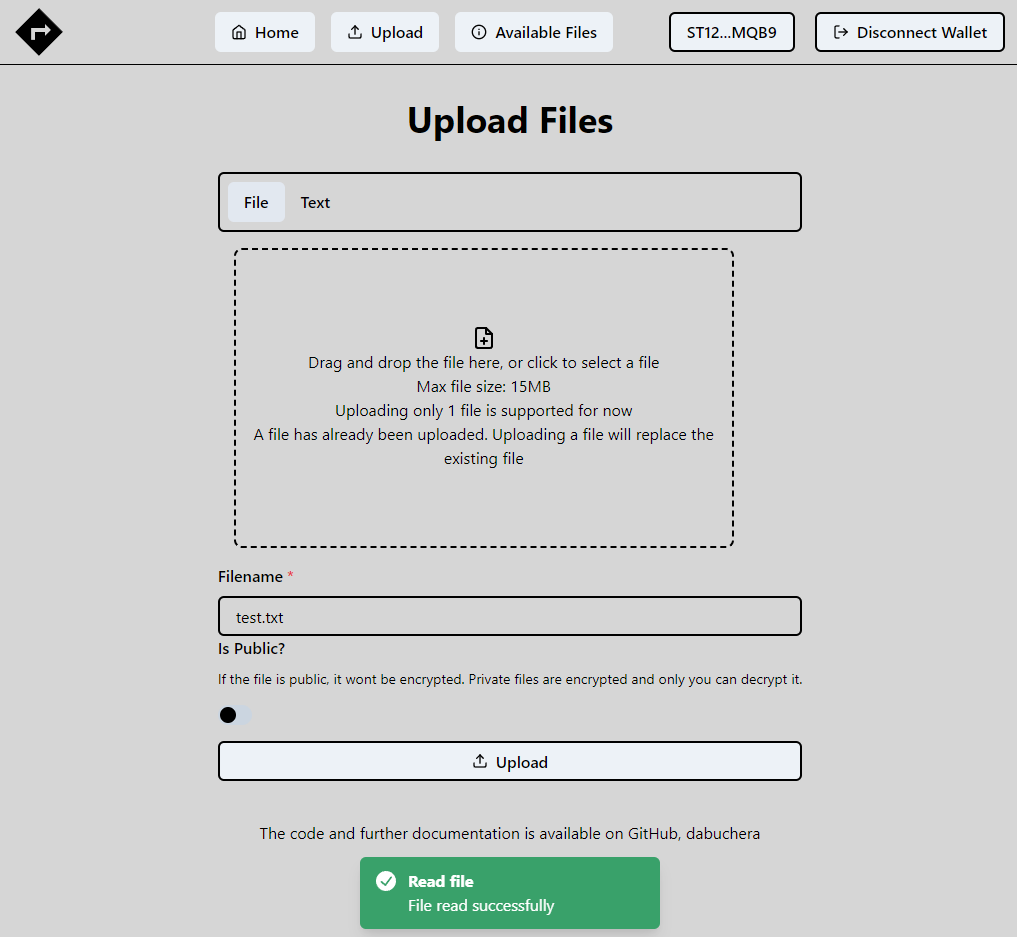 Home
Upload
Available Files
ST12...MQB9
Disconnect Wallet
Upload Files
File
Text
Drag and drop the file here, or click to select a file
Max file size: 15MB
Uploading only 1 file is supported for now
A file has already been uploaded. Uploading a file will replace the
existing file
Filename *
test.txt
Is Public?
If the file is public, it wont be encrypted. Private files are encrypted and only you can decrypt it.
Upload
The code and further documentation is available on GitHub, dabuchera
Read file
File read successfully